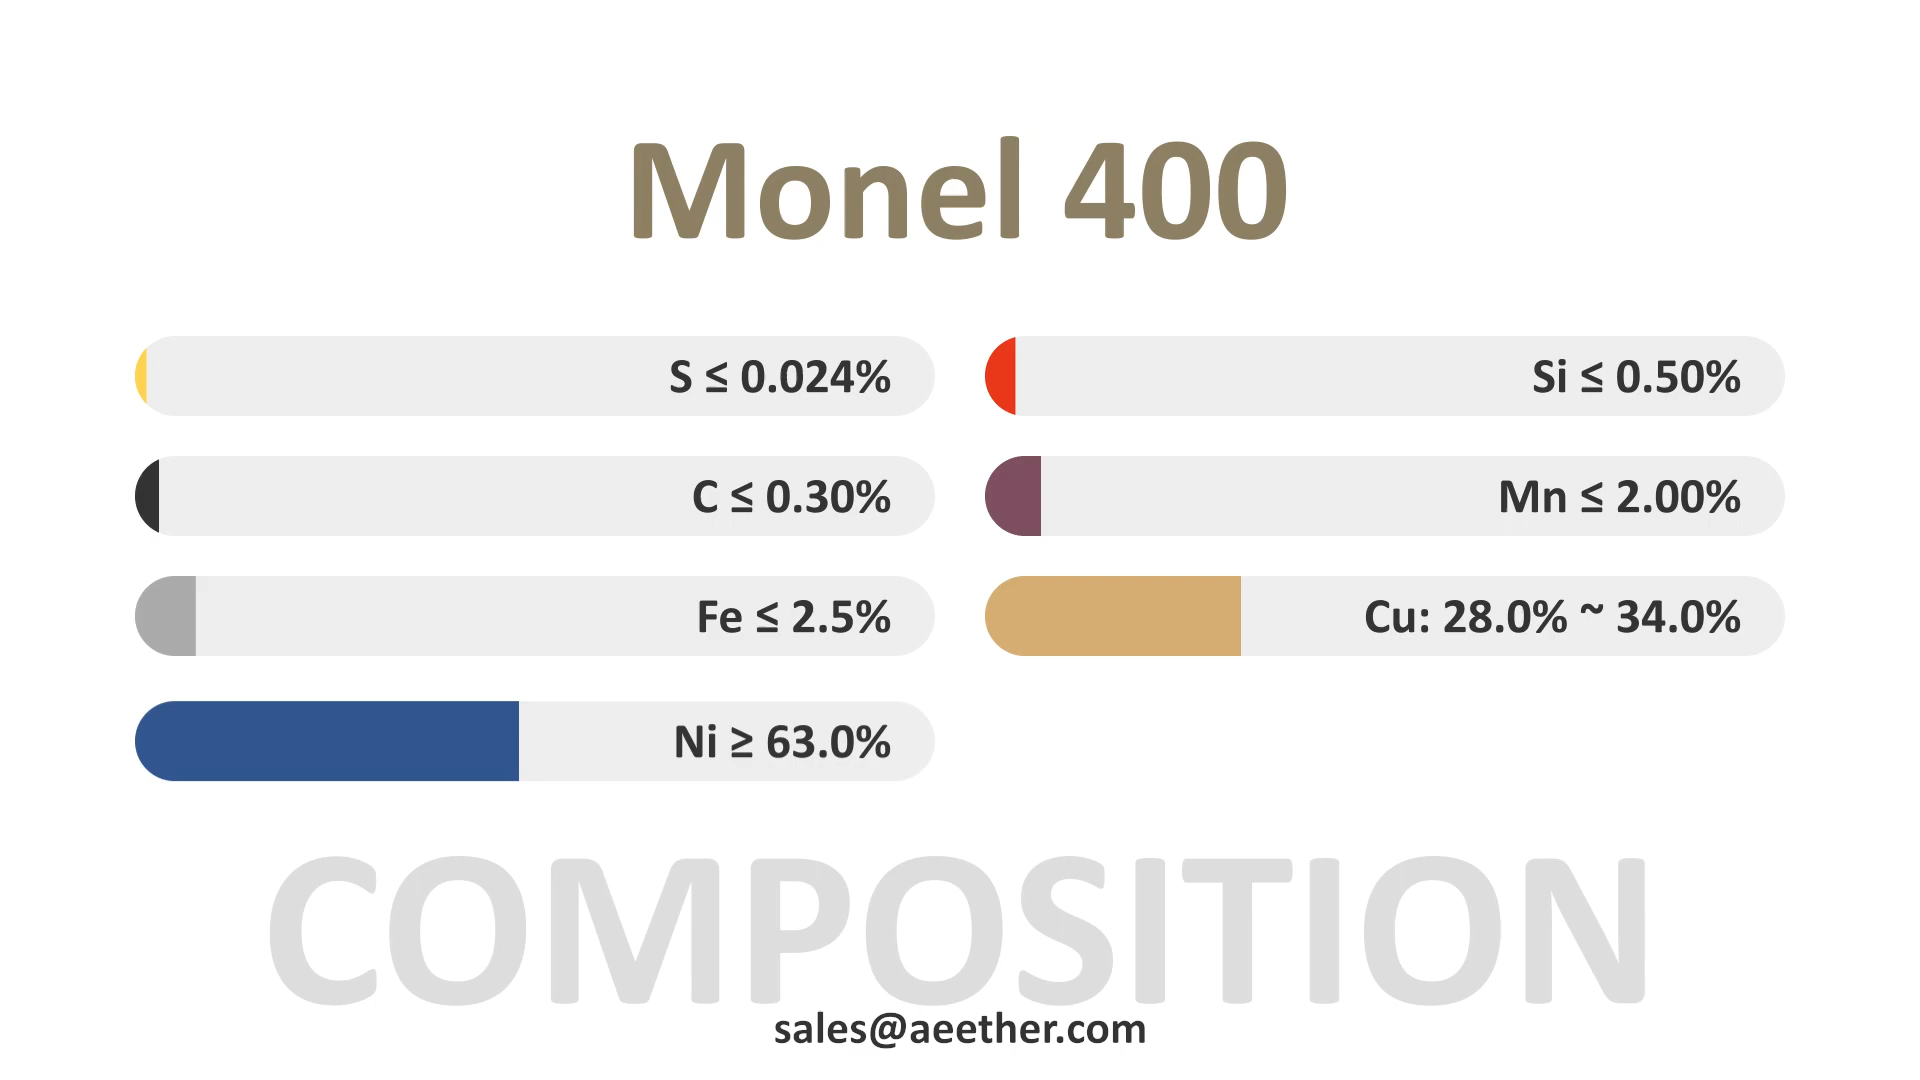 Monel 400
S ≤ 0.024%
Si ≤ 0.50%
C ≤ 0.30%
Mn ≤ 2.00%
Fe ≤ 2.5%
Cu: 28.0% ~ 34.0%
Ni ≥ 63.0%
COMPOSITION
sales@aeether.com